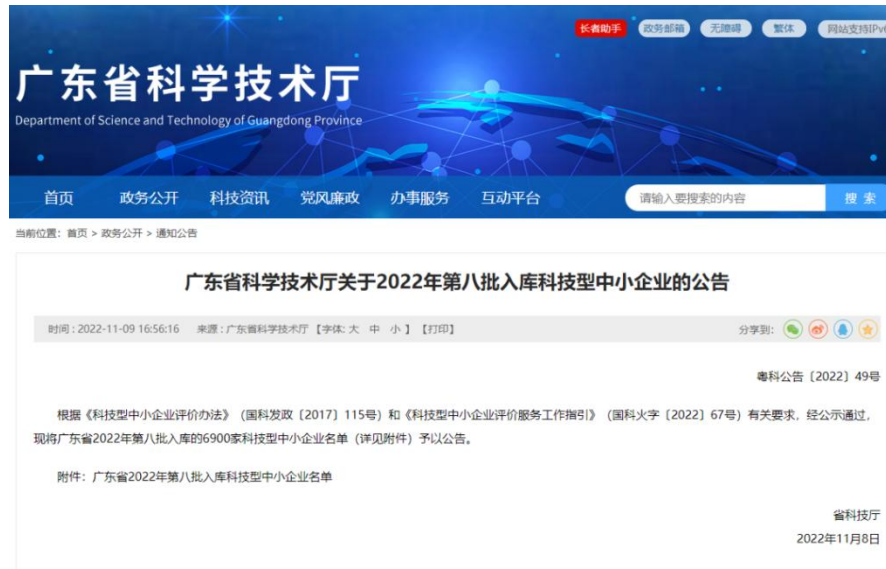 长者助手 政务邮箱 无障碍 繁体 网站支持IPv6
广东省科学技术厅
Department of Science and Technology of Guangdong Province
首页 政务公开 科技资讯 党风廉政 办事服务 互动平台 请输入要搜索的内容 搜 索
当前位置：首页 > 政务公开 > 通知公告
广东省科学技术厅关于2022年第八批入库科技型中小企业的公告
时间 : 2022-11-09 16:56:16 来源 : 广东省科学技术厅 【字体: 大 中 小 】 【打印】 分享到:
粤科公告〔2022〕49号
根据《科技型中小企业评价办法》（国科发政〔2017〕115号）和《科技型中小企业评价服务工作指引》（国科火字〔2022〕67号）有关要求，经公示通过，
现将广东省2022年第八批入库的6900家科技型中小企业名单（详见附件）予以公告。
附件：广东省2022年第八批入库科技型中小企业名单
省科技厅
2022年11月8日